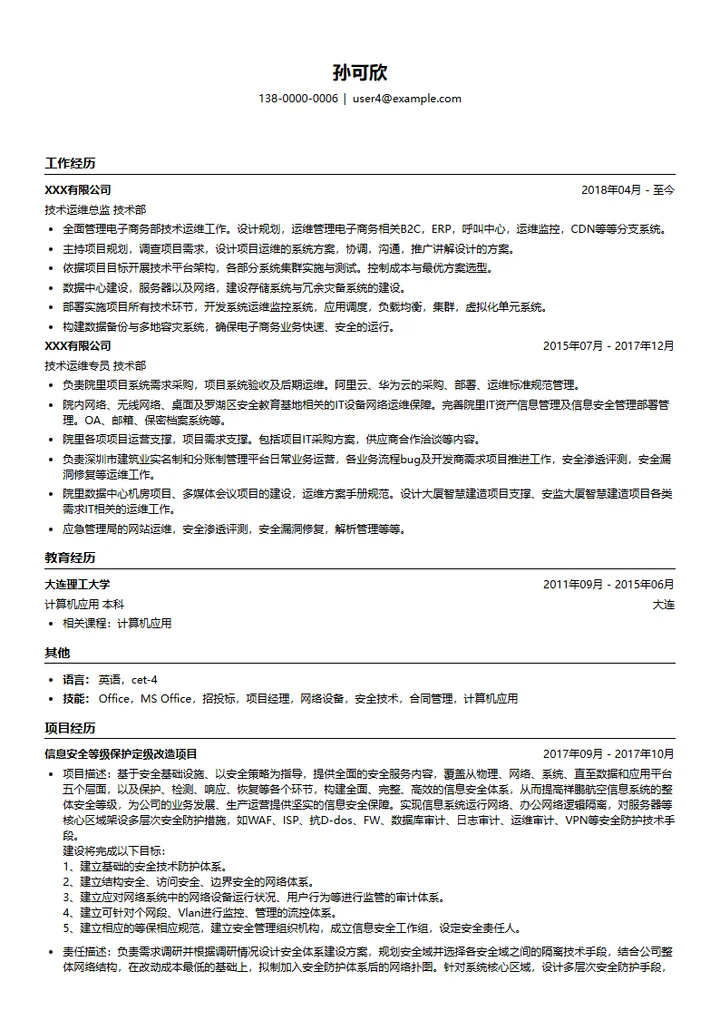 孙可欣
138-0000-0006 | user4@example.com
工作经历
XXX有限公司 2018年04月 - 至今
技术运维总监 技术部
• 全面管理电子商务部技术运维工作。设计规划，运维管理电子商务相关B2C，ERP，呼叫中心，运维监控，CDN等等分支系统。
• 主持项目规划，调查项目需求，设计项目运维的系统方案，协调，沟通，推广讲解设计的方案。
• 依据项目目标开展技术平台架构，各部分系统集群实施与测试。控制成本与最优方案选型。
• 数据中心建设，服务器以及网络，建设存储系统与冗余灾备系统的建设。
• 部署实施项目所有技术环节，开发系统运维监控系统，应用调度，负载均衡，集群，虚拟化单元系统。
• 构建数据备份与多地容灾系统，确保电子商务业务快速、安全的运行。
XXX有限公司 2015年07月 - 2017年12月
技术运维专员 技术部
• 负责院里项目系统需求采购，项目系统验收及后期运维。阿里云、华为云的采购、部署、运维标准规范管理。
• 院内网络、无线网络、桌面及罗湖区安全教育基地相关的IT设备网络运维保障。完善院里IT资产信息管理及信息安全管理部署管
理。OA、邮箱、保密档案系统等。
• 院里各项项目运营支撑，项目需求支撑。包括项目IT采购方案，供应商合作洽谈等内容。
• 负责深圳市建筑业实名制和分账制管理平台日常业务运营，各业务流程bug及开发商需求项目推进工作，安全渗透评测，安全漏
洞修复等运维工作。
• 院里数据中心机房项目、多媒体会议项目的建设，运维方案手册规范。设计大厦智慧建造项目支撑、安监大厦智慧建造项目各类
需求IT相关的运维工作。
• 应急管理局的网站运维，安全渗透评测，安全漏洞修复，解析管理等等。
教育经历
大连理工大学 2011年09月 - 2015年06月
计算机应用 本科 大连
• 相关课程：计算机应用
其他
• 语言： 英语，cet-4
• 技能： Office，MS Office，招投标，项目经理，网络设备，安全技术，合同管理，计算机应用
项目经历
信息安全等级保护定级改造项目 2017年09月 - 2017年10月
• 项目描述：基于安全基础设施、以安全策略为指导，提供全面的安全服务内容，覆盖从物理、网络、系统、直至数据和应用平台
五个层面，以及保护、检测、响应、恢复等各个环节，构建全面、完整、高效的信息安全体系，从而提高祥鹏航空信息系统的整
体安全等级，为公司的业务发展、生产运营提供坚实的信息安全保障。实现信息系统运行网络、办公网络逻辑隔离，对服务器等
核心区域架设多层次安全防护措施，如WAF、ISP、抗D-dos、FW、数据库审计、日志审计、运维审计、VPN等安全防护技术手
段。
建设将完成以下目标：
1、建立基础的安全技术防护体系。
2、建立结构安全、访问安全、边界安全的网络体系。
3、建立应对网络系统中的网络设备运行状况、用户行为等进行监管的审计体系。
4、建立可针对个网段、Vlan进行监控、管理的流控体系。
5、建立相应的等保相应规范，建立安全管理组织机构，成立信息安全工作组，设定安全责任人。
• 责任描述：负责需求调研并根据调研情况设计安全体系建设方案，规划安全域并选择各安全域之间的隔离技术手段，结合公司整
体网络结构，在改动成本最低的基础上，拟制加入安全防护体系后的网络扑图。针对系统核心区域，设计多层次安全防护手段，